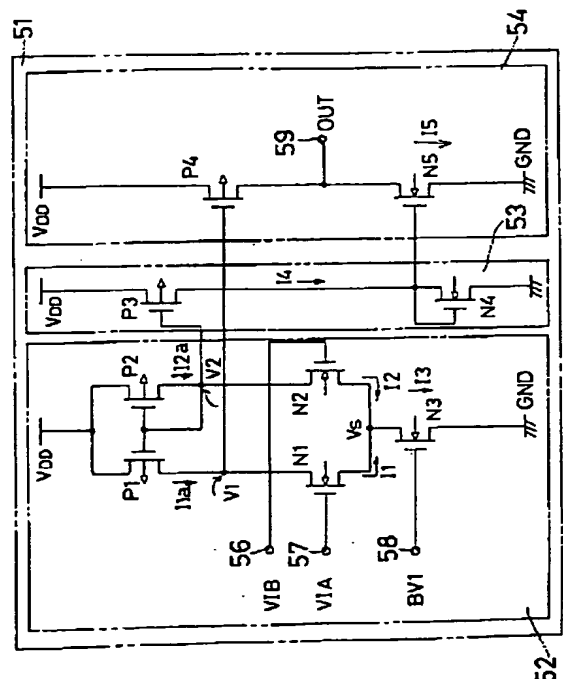 51
54
VDD
P4
59
OUT
N5
I5
GND
53
VDD
P3
I4
N4
VDD
P1
P2
I1a
I2a
V1
V2
N1
N2
Vs
I1
I2
I3
N3
GND
56
VIB
57
VIA
58
BV1
52